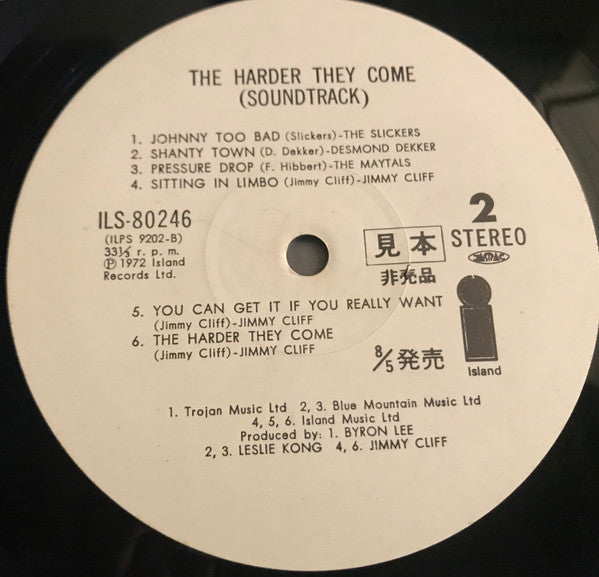 THE HARDER THEY COME
(SOUNDTRACK)
1. JOHNNY TOO BAD (Slickers)-THE SLICKERS
2. SHANTY TOWN (D. Dekker)-DESMOND DEKKER
3. PRESSURE DROP (F. Hibbert)-THE MAYTALS
4. SITTING IN LIMBO (Jimmy Cliff)-JIMMY CLIFF
ILS-80246
(ILPS 9202-B)
33⅓ r. p. m.
Ⓟ 1972 Island
Records Ltd.
見本
非売品
2
STEREO
JASRAC
5. YOU CAN GET IT IF YOU REALLY WANT
(Jimmy Cliff)-JIMMY CLIFF
6. THE HARDER THEY COME
(Jimmy Cliff)-JIMMY CLIFF
8/5発売
Island
1. Trojan Music Ltd 2, 3. Blue Mountain Music Ltd
4, 5, 6. Island Music Ltd
Produced by: 1. BYRON LEE
2, 3. LESLIE KONG 4, 6. JIMMY CLIFF